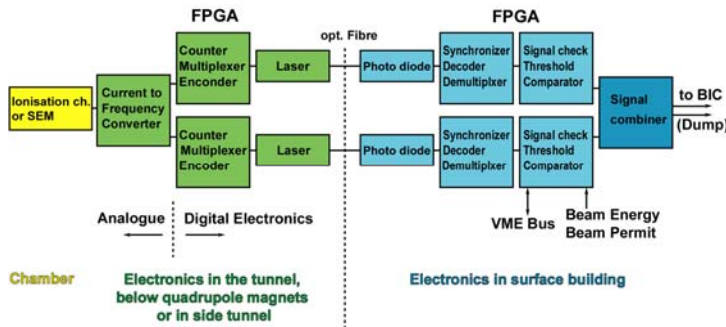 FPGA
FPGA
opt. Fibre
Counter
Multiplexer
Enconder
Laser
Photo diode
Synchronizer
Decoder
Demultiplxer
Signal check
Threshold
Comparator
Ionisation ch.
or SEM
Current to
Frequency
Converter
Signal
combiner
to BIC
(Dump)
Counter
Multiplexer
Encoder
Laser
Photo diode
Synchronizer
Decoder
Demultiplxer
Signal check
Threshold
Comparator
Analogue
Digital Electronics
VME Bus
Beam Energy
Beam Permit
Chamber
Electronics in the tunnel,
below quadrupole magnets
or in side tunnel
Electronics in surface building